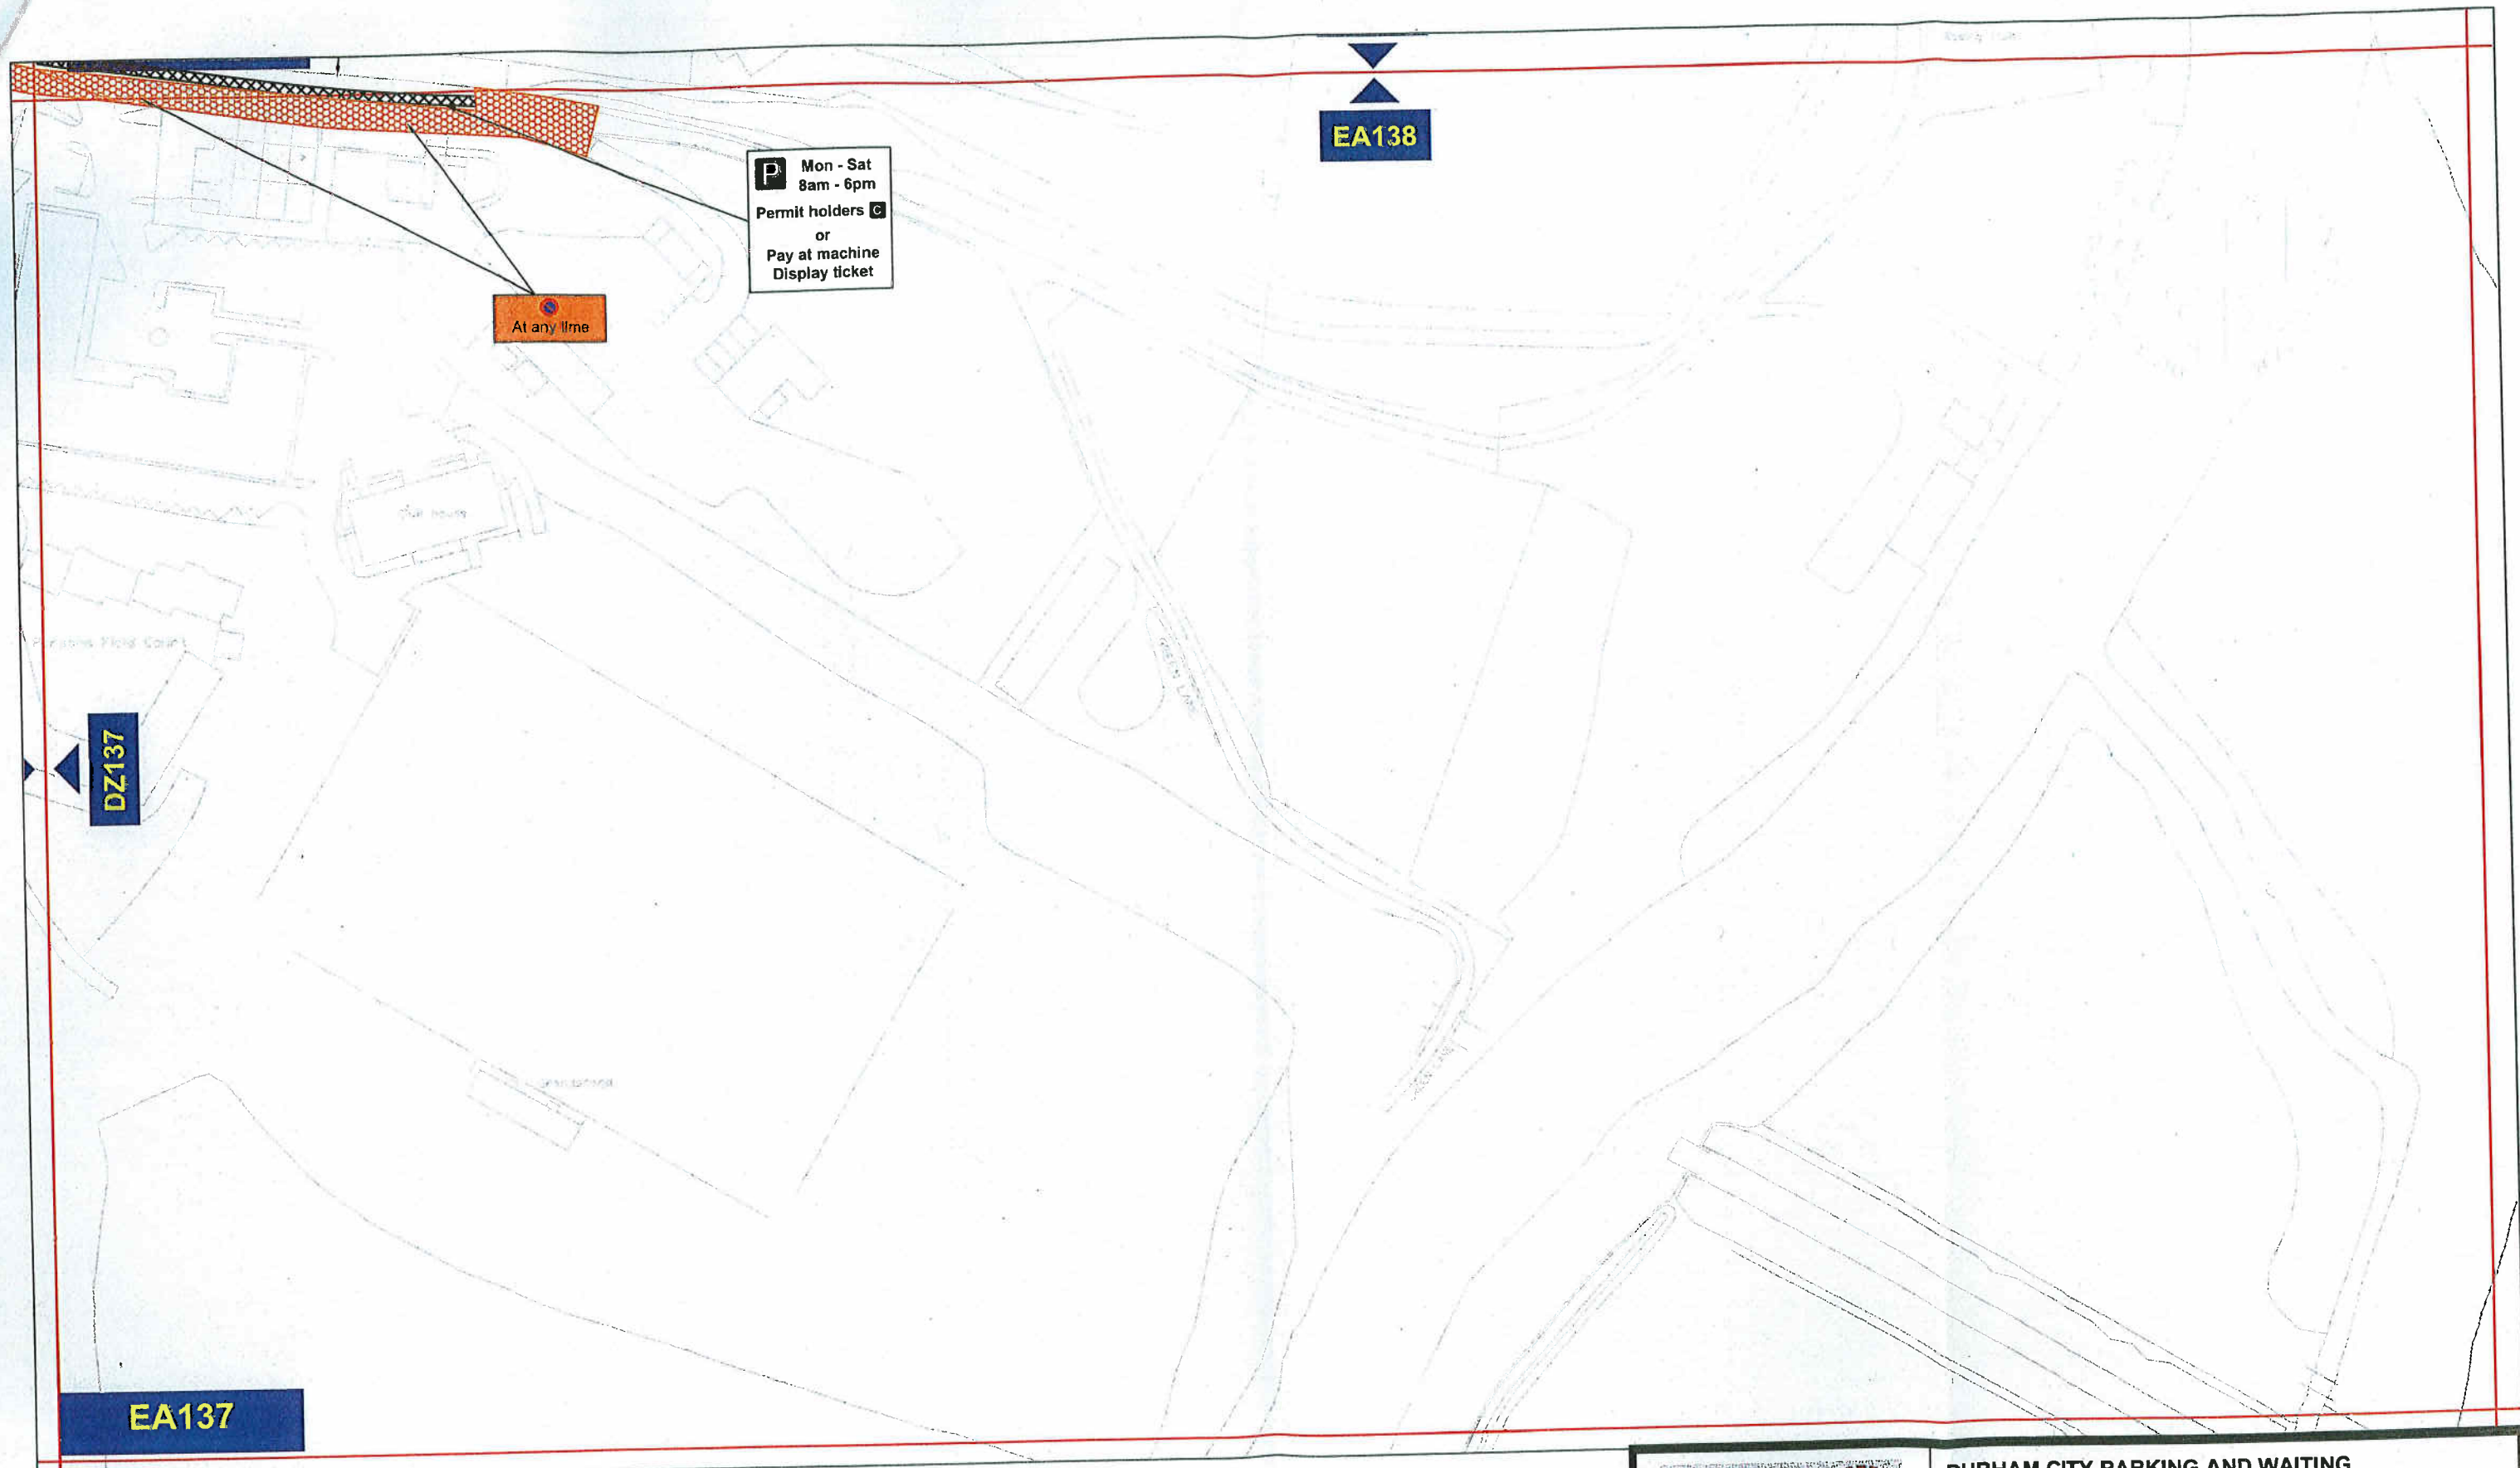 EA138
P Mon - Sat
8am - 6pm
Permit holders C
or
Pay at machine
Display ticket
At any time
Grandstand
DZ137
EA137
DURHAM CITY PARKING AND WAITING